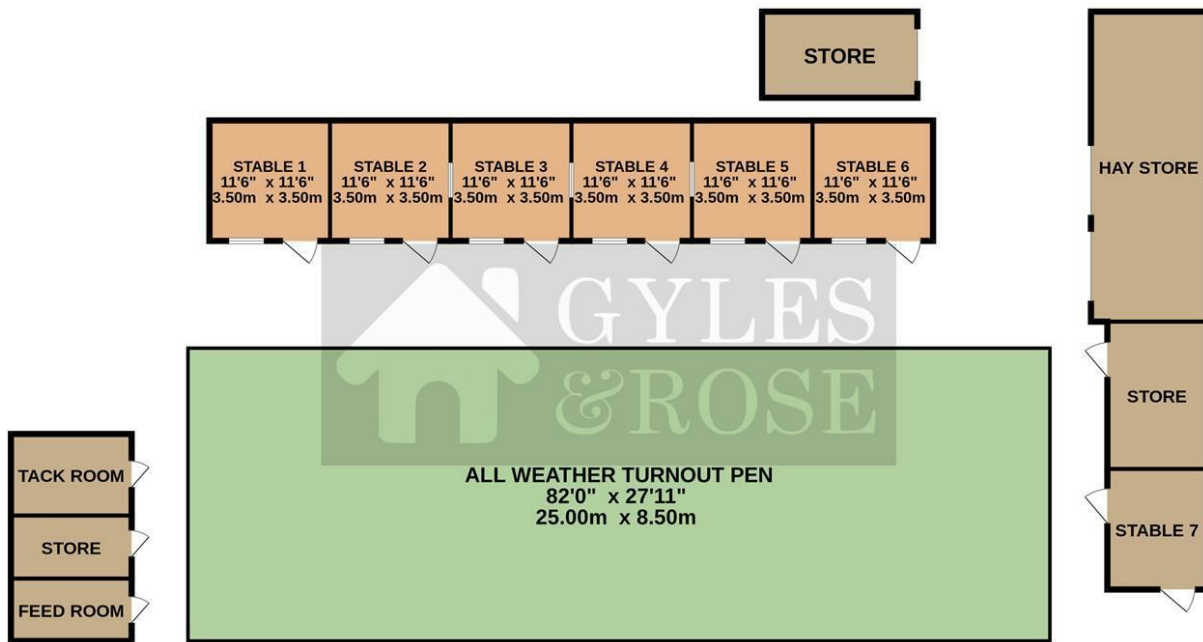 STORE
HAY STORE
STABLE 1
11'6" x 11'6"
3.50m x 3.50m
STABLE 2
11'6" x 11'6"
3.50m x 3.50m
STABLE 3
11'6" x 11'6"
3.50m x 3.50m
STABLE 4
11'6" x 11'6"
3.50m x 3.50m
STABLE 5
11'6" x 11'6"
3.50m x 3.50m
STABLE 6
11'6" x 11'6"
3.50m x 3.50m
GYLES
&ROSE
STORE
ALL WEATHER TURNOUT PEN
82'0" x 27'11"
25.00m x 8.50m
TACK ROOM
STORE
FEED ROOM
STABLE 7